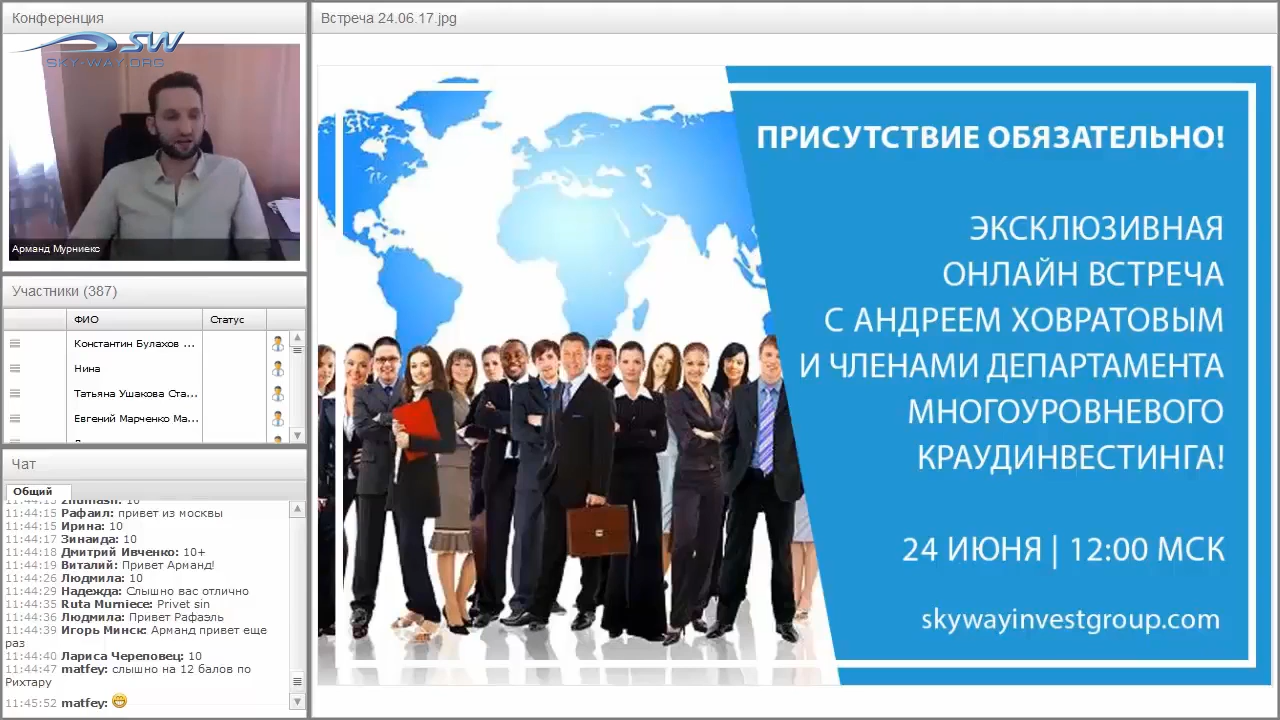 Конференция
SW
SKY-WAY.ORG
Арманд Мурниекс
Участники (387)
ФИО
Статус
Константин Булахов ...
Нина
Татьяна Ушакова Ста...
Евгений Марченко Ма...
Чат
Общий
11:44:15 Рафаил: привет из москвы
11:44:15 Ирина: 10
11:44:17 Зинаида: 10
11:44:18 Дмитрий Ивченко: 10+
11:44:19 Виталий: Привет Арманд!
11:44:26 Людмила: 10
11:44:29 Надежда: Слышно вас отлично
11:44:35 Ruta Murniece: Privet sin
11:44:36 Людмила: Привет Рафаэль
11:44:39 Игорь Минск: Арманд привет еще
раз
11:44:40 Лариса Череповец: 10
11:44:47 matfey: слышно на 12 балов по
Рихтару
11:45:52 matfey:
Встреча 24.06.17.jpg
ПРИСУТСТВИЕ ОБЯЗАТЕЛЬНО!
ЭКСКЛЮЗИВНАЯ
ОНЛАЙН ВСТРЕЧА
С АНДРЕЕМ ХОВРАТОВЫМ
И ЧЛЕНАМИ ДЕПАРТАМЕНТА
МНОГОУРОВНЕВОГО
КРАУДИНВЕСТИНГА!
24 ИЮНЯ | 12:00 МСК
skywayinvestgroup.com